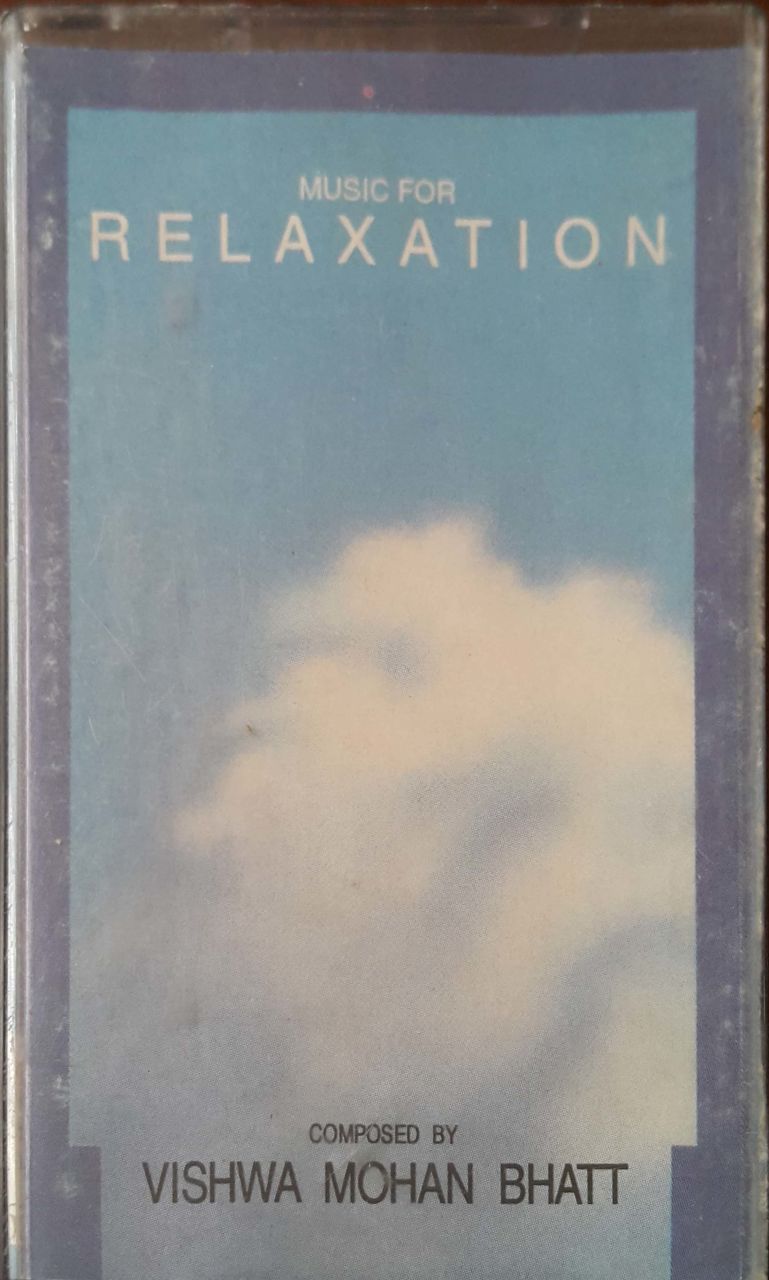 MUSIC FOR
RELAXATION
COMPOSED BY
VISHWA MOHAN BHATT